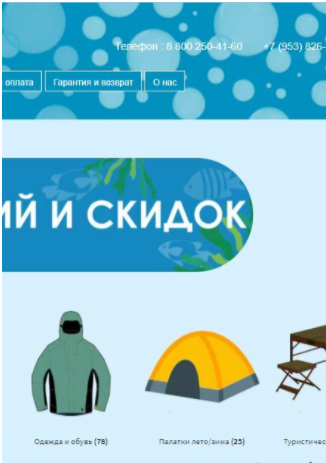 Телефон : 8 800 250-41-60 +7 (953) 826-
оплата Гарантия и возврат О нас
ИЙ И СКИДОК
Одежда и обувь (78) Палатки лето/зима (25) Туристичес